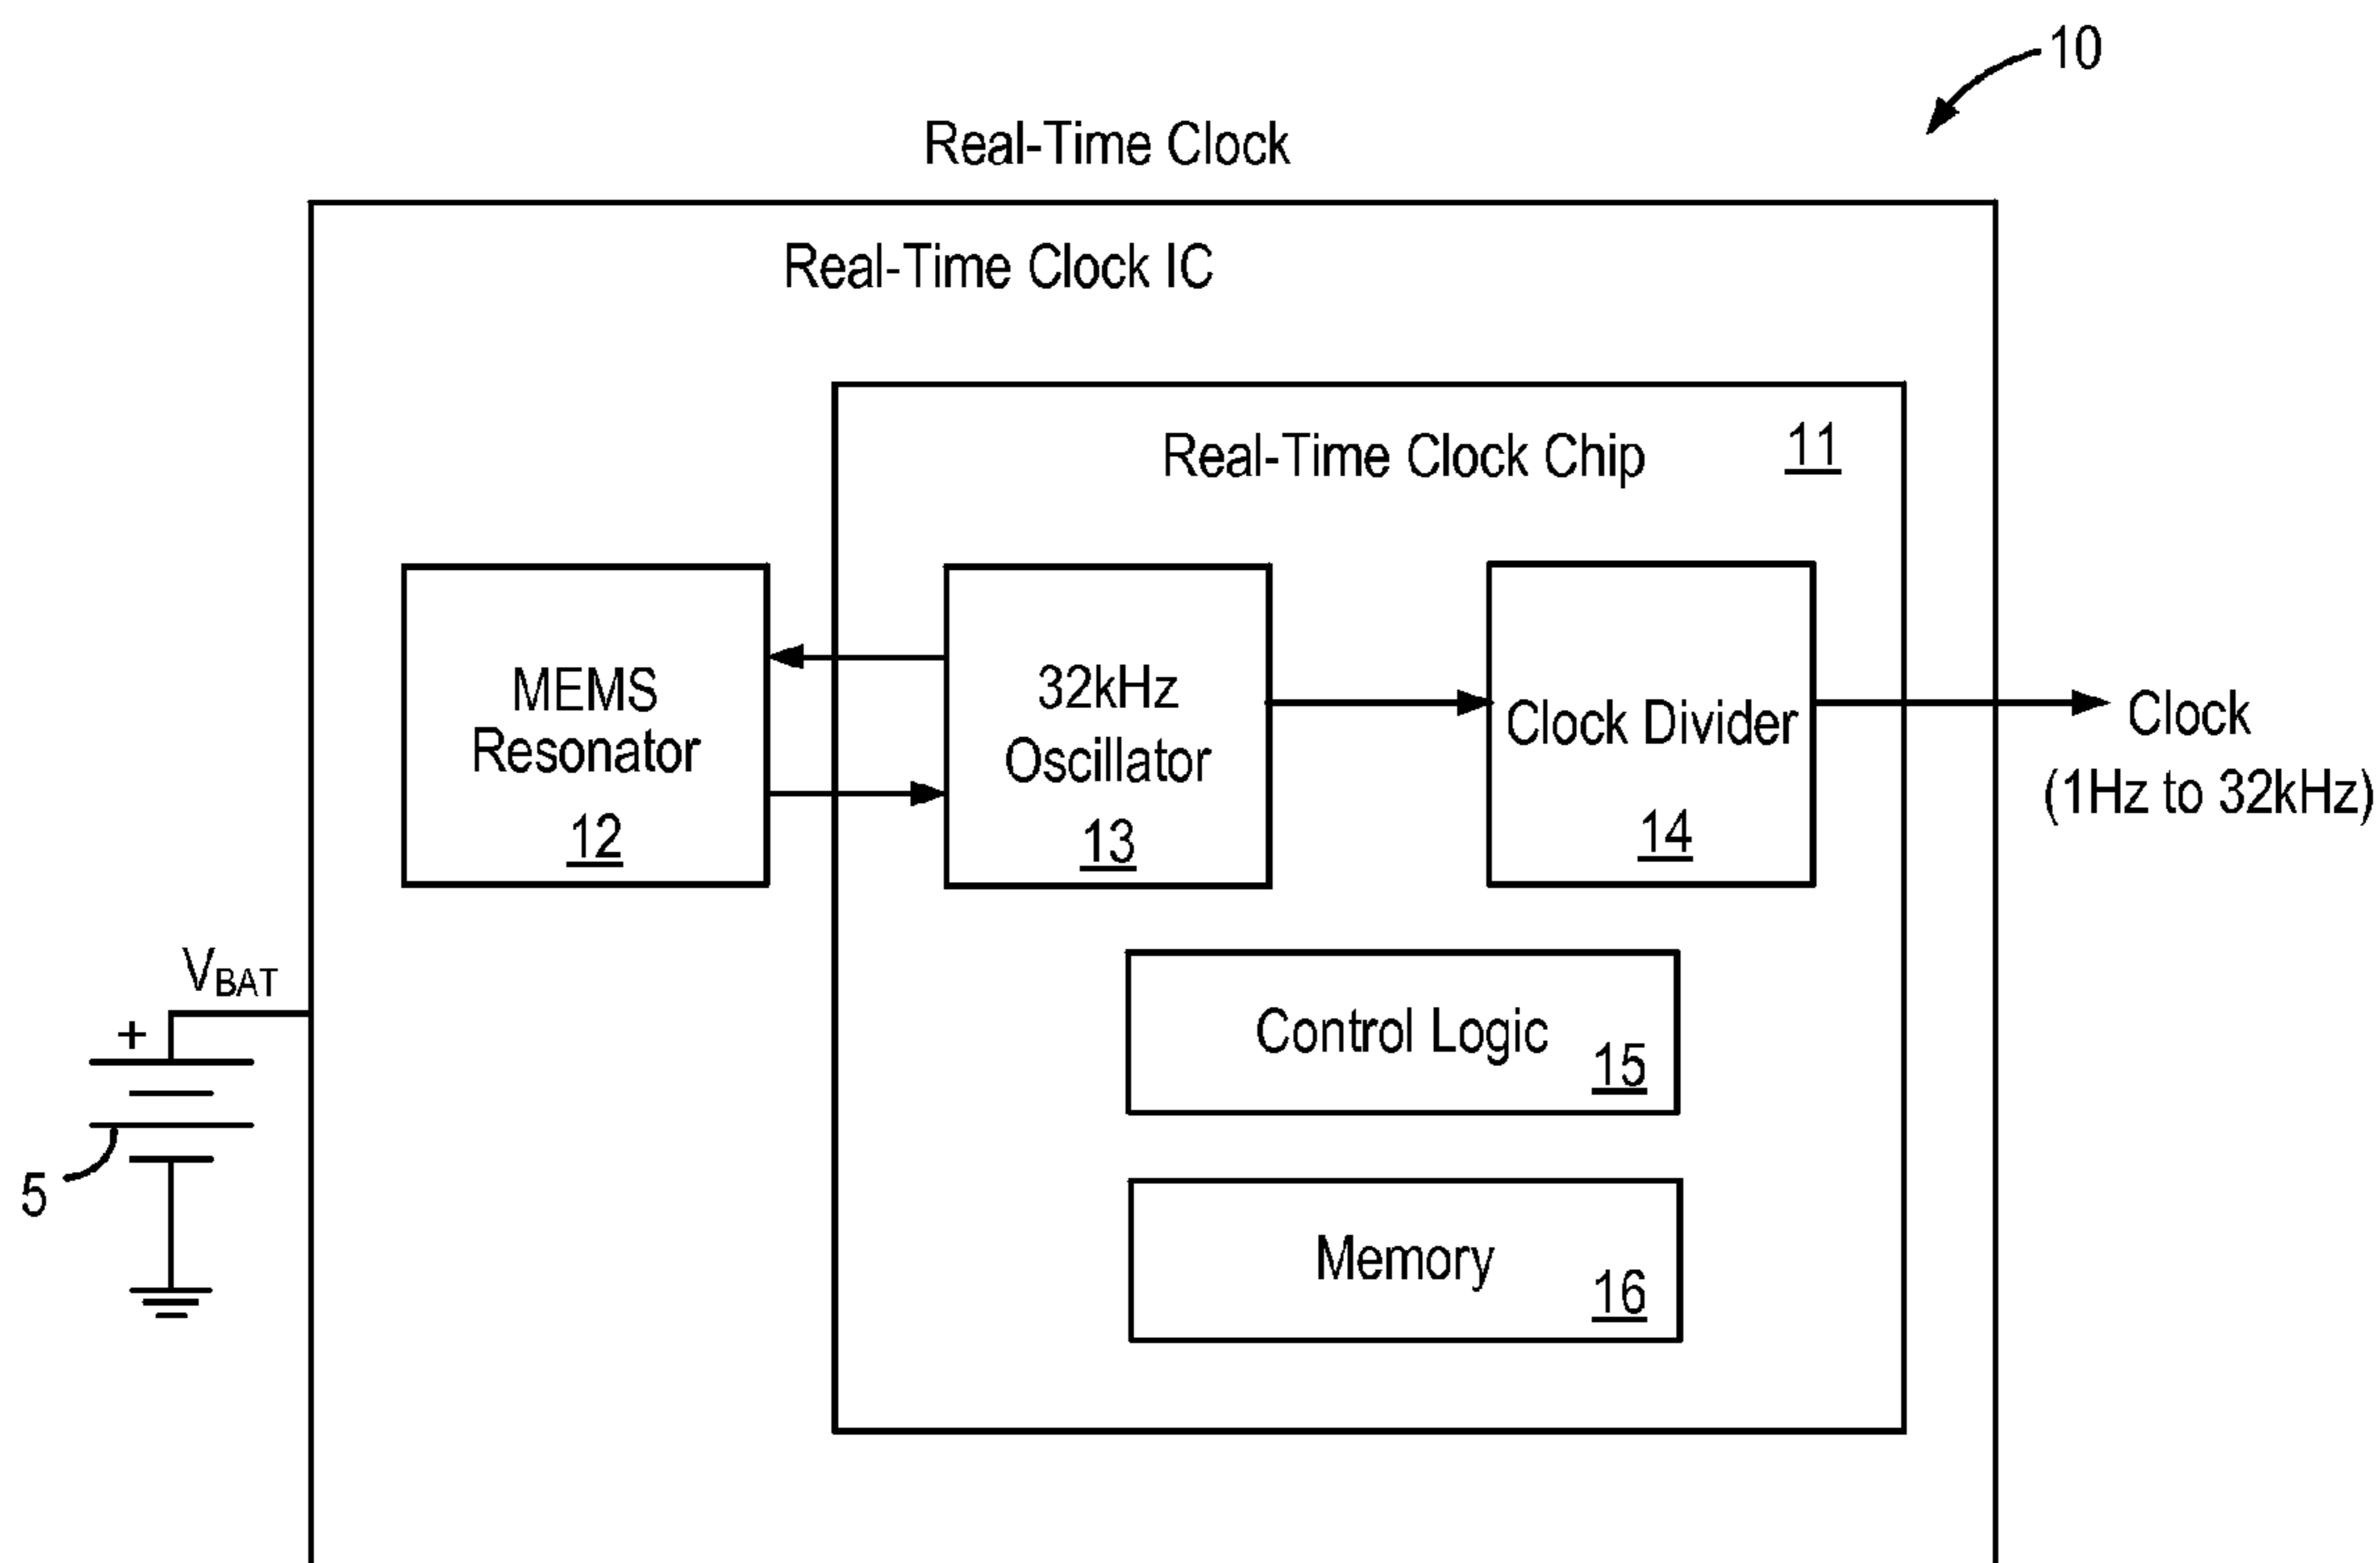 10
Real-Time Clock
Real-Time Clock IC
Real-Time Clock Chip
11
MEMS
Resonator
12
32kHz
Oscillator
13
Clock Divider
14
Clock
(1Hz to 32kHz)
VBAT
+
5
Control Logic
15
Memory
16